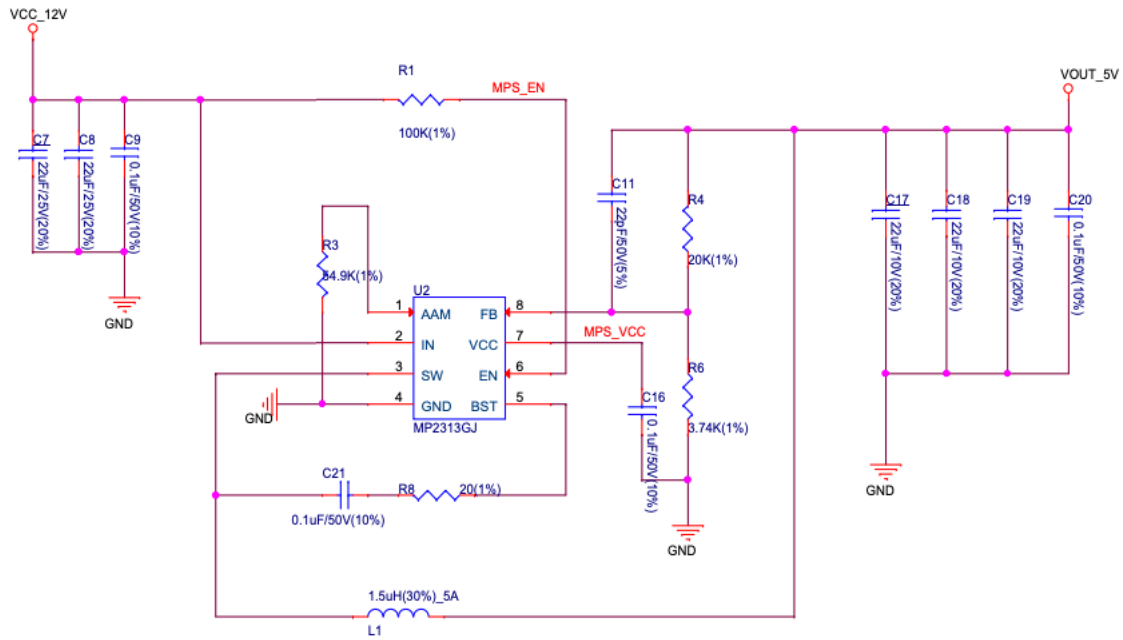 VCC_12V
R1
MPS_EN
100K(1%)
VOUT_5V
C7
22uF/25V(20%)
C8
22uF/25V(20%)
C9
0.1uF/50V(10%)
GND
R3
54.9K(1%)
C11
22pF/50V(5%)
R4
20K(1%)
C17
22uF/10V(20%)
C18
22uF/10V(20%)
C19
22uF/10V(20%)
C20
0.1uF/50V(10%)
U2
1
AAM
FB
8
2
IN
VCC
7
MPS_VCC
3
SW
EN
6
4
GND
BST
5
MP2313GJ
GND
R6
3.74K(1%)
C16
0.1uF/50V(10%)
C21
R8
20(1%)
0.1uF/50V(10%)
GND
GND
1.5uH(30%)_5A
L1